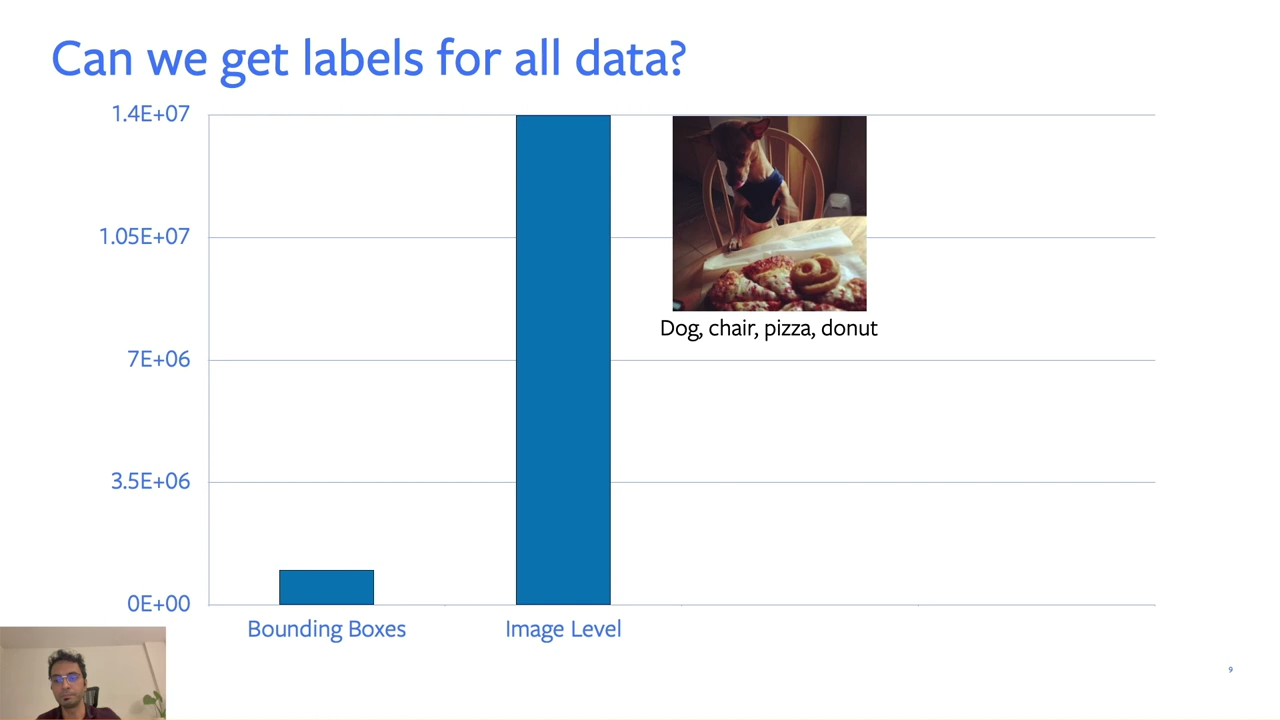 Can we get labels for all data?
1.4E+07
1.05E+07
Dog, chair, pizza, donut
7E+06
3.5E+06
0E+00
Bounding Boxes
Image Level
9